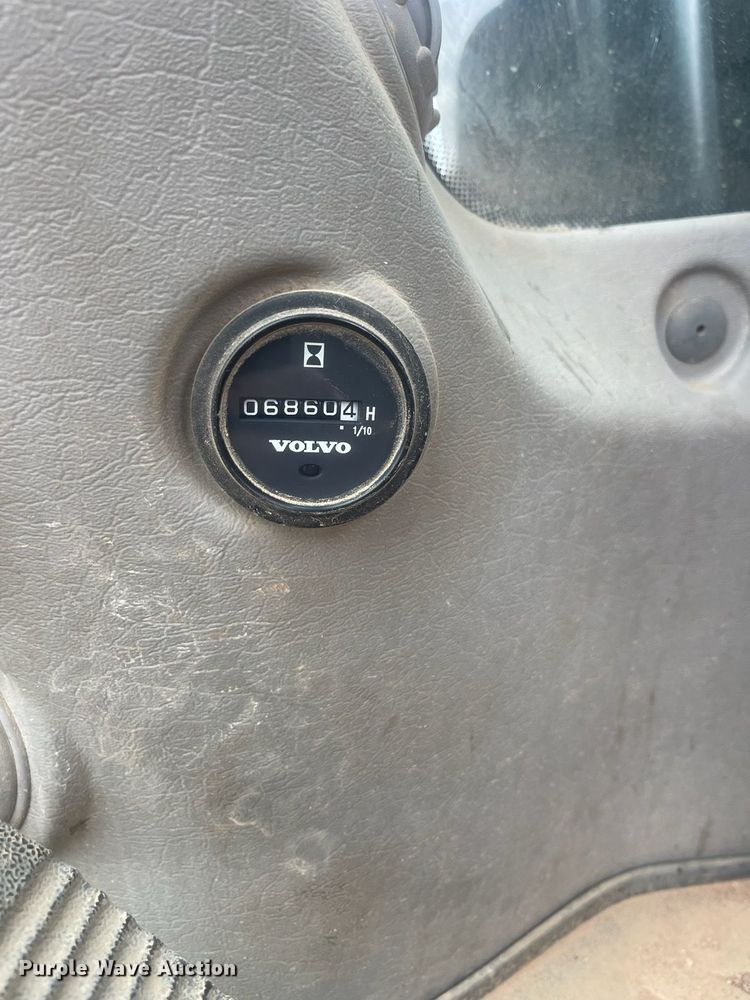 068604 H
1/10
VOLVO
Purple Wave Auction